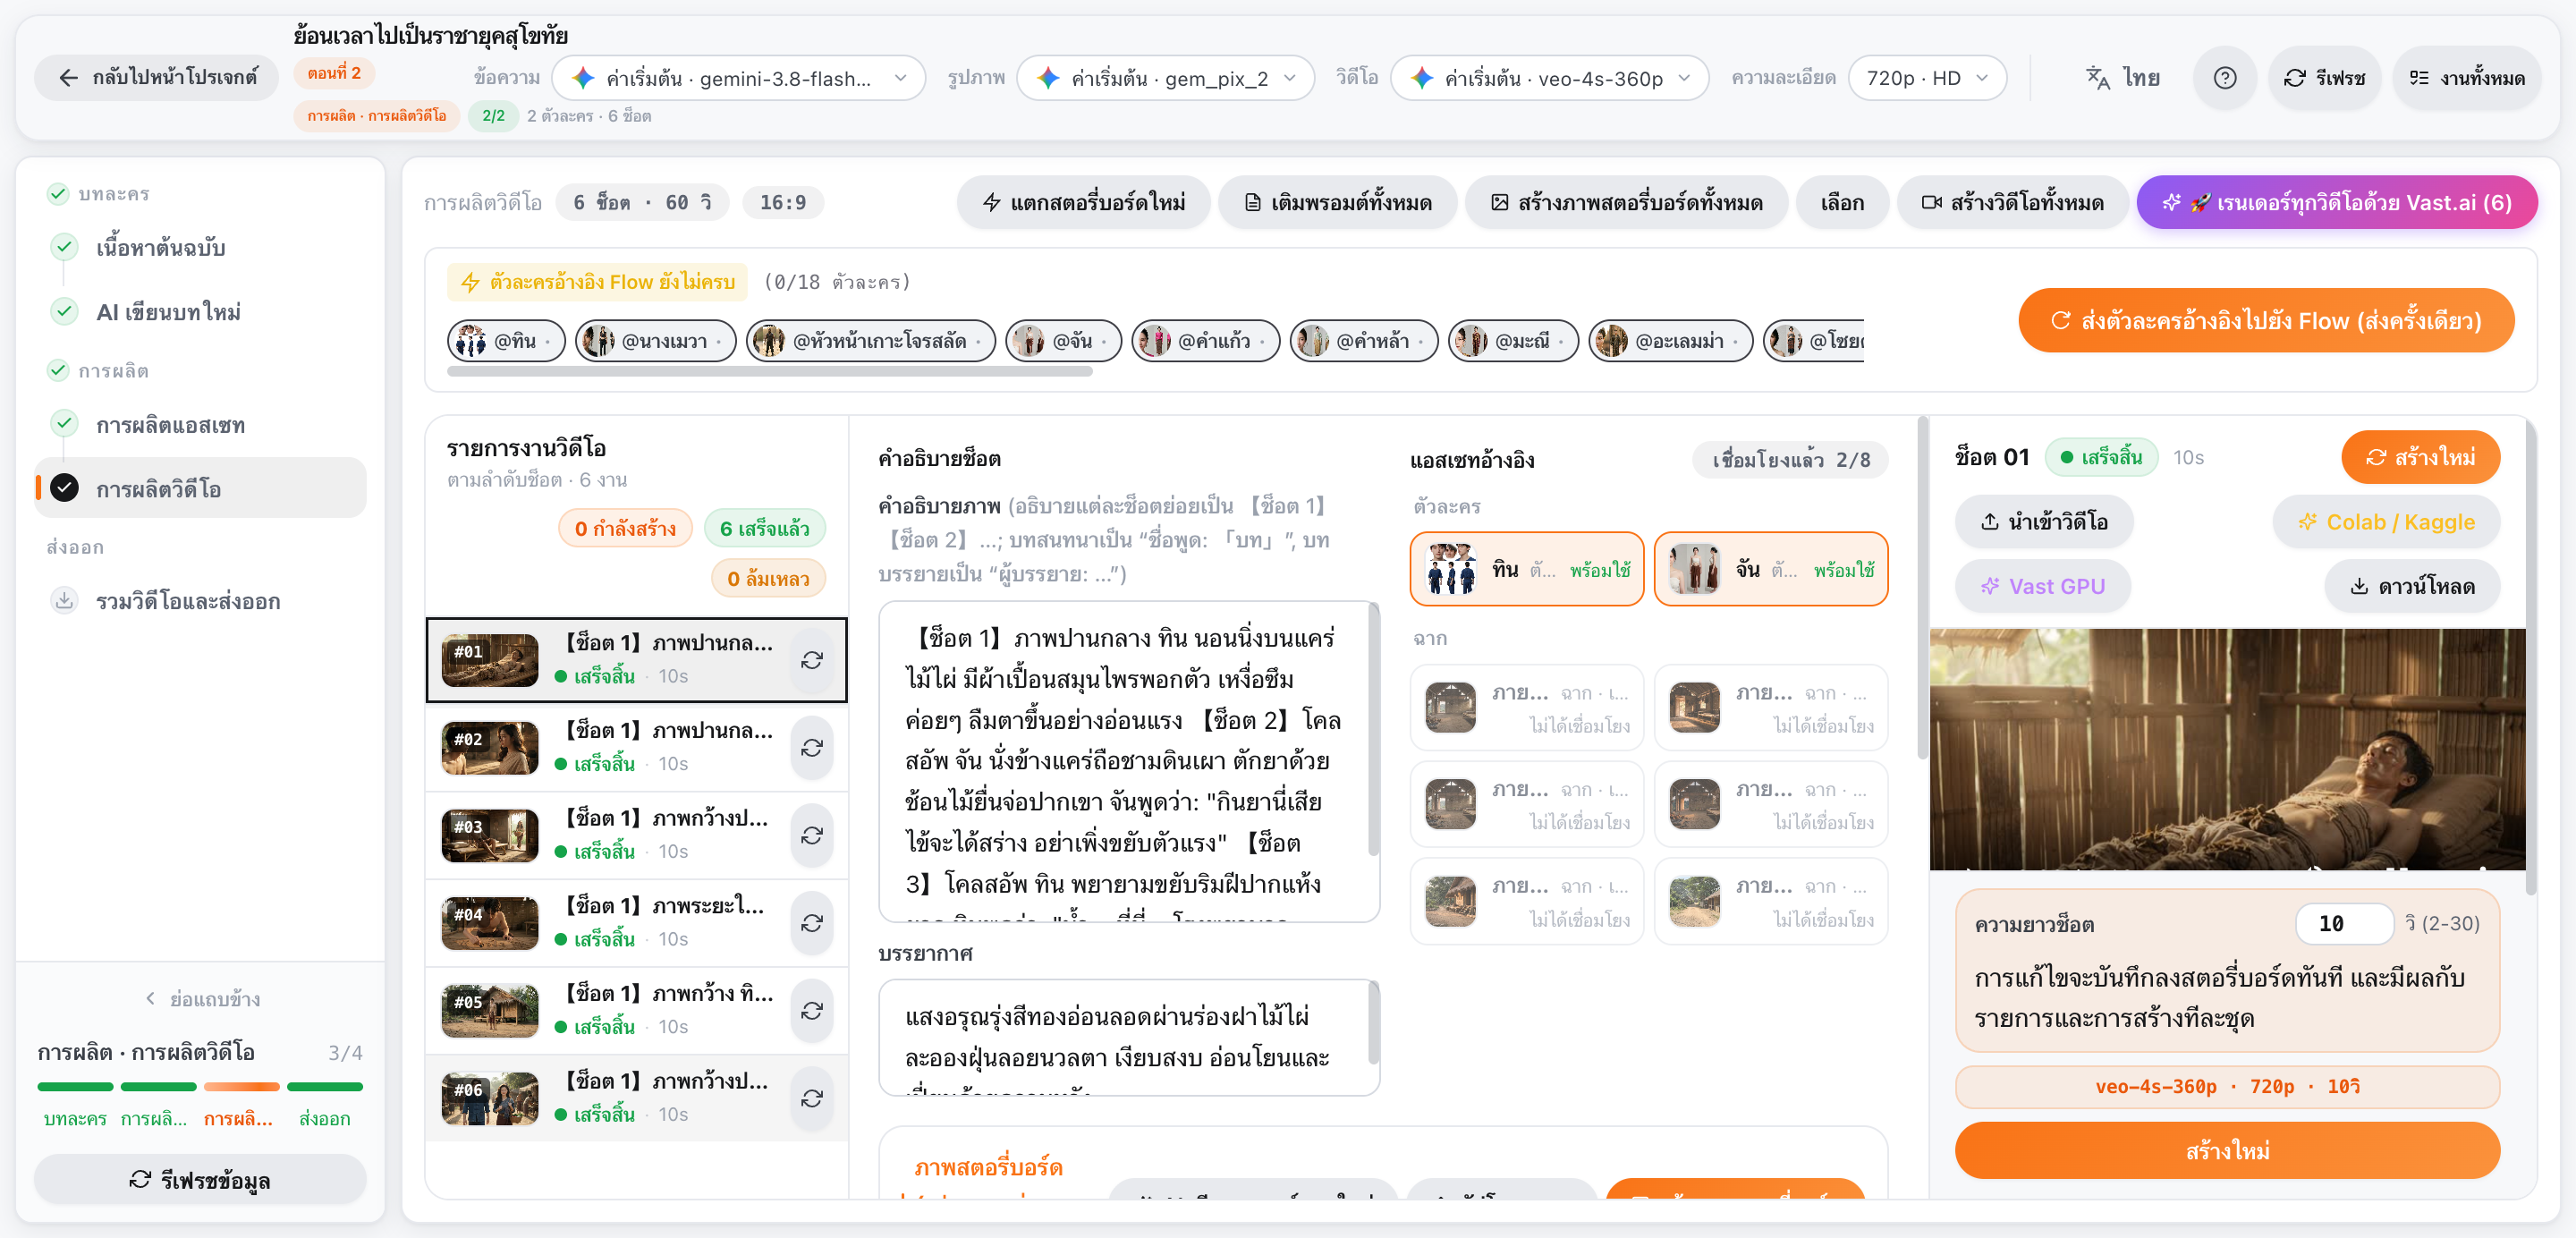 ย้อนเวลาไปเป็นราชายุคสุโขทัย
กลับไปหน้าโปรเจกต์
ตอนที่ 2
ข้อความ
ค่าเริ่มต้น · gemini-3.8-flash...
รูปภาพ
ค่าเริ่มต้น · gem_pix_2
วิดีโอ
ค่าเริ่มต้น · veo-4s-360p
ความละเอียด
720p · HD
ไทย
รีเฟรช
งานทั้งหมด
การผลิต · การผลิตวิดีโอ
2/2
2 ตัวละคร · 6 ช็อต
บทละคร
เนื้อหาต้นฉบับ
AI เขียนบทใหม่
การผลิต
การผลิตแอสเซท
การผลิตวิดีโอ
ส่งออก
รวมวิดีโอและส่งออก
ย่อแถบข้าง
การผลิต · การผลิตวิดีโอ
3/4
บทละคร
การผลิ...
การผลิ...
ส่งออก
รีเฟรชข้อมูล
การผลิตวิดีโอ
6 ช็อต · 60 วิ
16:9
แตกสตอรี่บอร์ดใหม่
เติมพรอมต์ทั้งหมด
สร้างภาพสตอรี่บอร์ดทั้งหมด
เลือก
สร้างวิดีโอทั้งหมด
🚀 เรนเดอร์ทุกวิดีโอด้วย Vast.ai (6)
ตัวละครอ้างอิง Flow ยังไม่ครบ
(0/18 ตัวละคร)
@ทิน ·
@นางเมวา ·
@หัวหน้าเกาะโจรสลัด ·
@จัน ·
@คำแก้ว ·
@คำหล้า ·
@มะณี ·
@อะเลมม่า ·
ส่งตัวละครอ้างอิงไปยัง Flow (ส่งครั้งเดียว)
รายการงานวิดีโอ
ตามลำดับช็อต · 6 งาน
0 กำลังสร้าง
6 เสร็จแล้ว
0 ล้มเหลว
#01
【ช็อต 1】ภาพปานกล...
เสร็จสิ้น · 10s
#02
【ช็อต 1】ภาพปานกล...
เสร็จสิ้น · 10s
#03
【ช็อต 1】ภาพกว้างป...
เสร็จสิ้น · 10s
#04
【ช็อต 1】ภาพระยะใ...
เสร็จสิ้น · 10s
#05
【ช็อต 1】ภาพกว้าง ทิ...
เสร็จสิ้น · 10s
#06
【ช็อต 1】ภาพกว้างป...
เสร็จสิ้น · 10s
คำอธิบายช็อต
คำอธิบายภาพ (อธิบายแต่ละช็อตย่อยเป็น 【ช็อต 1】
【ช็อต 2】...; บทสนทนาเป็น “ชื่อพูด: 「บท」”, บท
บรรยายเป็น “ผู้บรรยาย: ...”)
【ช็อต 1】ภาพปานกลาง ทิน นอนนิ่งบนแคร่
ไม้ไผ่ มีผ้าเปื้อนสมุนไพรพอกตัว เหงื่อซึม
ค่อยๆ ลืมตาขึ้นอย่างอ่อนแรง 【ช็อต 2】โคล
สอัพ จัน นั่งข้างแคร่ถือชามดินเผา ตักยาด้วย
ช้อนไม้ยื่นจ่อปากเขา จันพูดว่า: "กินยานี่เสีย
ไข้จะได้สร่าง อย่าเพิ่งขยับตัวแรง" 【ช็อต
3】โคลสอัพ ทิน พยายามขยับริมฝีปากแห้ง
บรรยากาศ
แสงอรุณรุ่งสีทองอ่อนลอดผ่านร่องฝาไม้ไผ่
ละอองฝุ่นลอยนวลตา เงียบสงบ อ่อนโยนและ
ภาพสตอรี่บอร์ด
แอสเซทอ้างอิง
เชื่อมโยงแล้ว 2/8
ตัวละคร
ทิน ตั... พร้อมใช้
จัน ตั... พร้อมใช้
ฉาก
ภาย... ฉาก · เ...
ไม่ได้เชื่อมโยง
ภาย... ฉาก · ...
ไม่ได้เชื่อมโยง
ภาย... ฉาก · เ...
ไม่ได้เชื่อมโยง
ภาย... ฉาก · ...
ไม่ได้เชื่อมโยง
ภาย... ฉาก · เ...
ไม่ได้เชื่อมโยง
ภาย... ฉาก · ...
ไม่ได้เชื่อมโยง
ช็อต 01
เสร็จสิ้น
10s
สร้างใหม่
นำเข้าวิดีโอ
Colab / Kaggle
Vast GPU
ดาวน์โหลด
ความยาวช็อต
10
วิ (2-30)
การแก้ไขจะบันทึกลงสตอรี่บอร์ดทันที และมีผลกับ
รายการและการสร้างทีละชุด
veo-4s-360p · 720p · 10วิ
สร้างใหม่